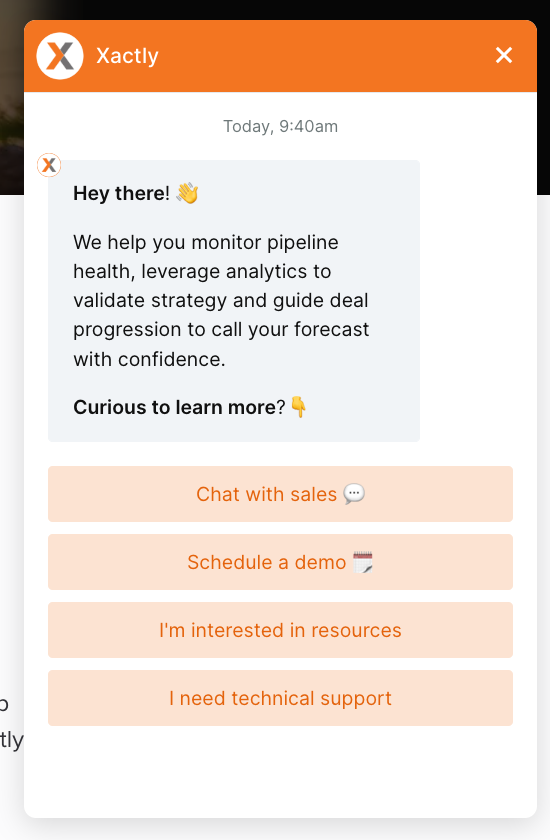 Xactly
Today, 9:40am
Hey there! 👋
We help you monitor pipeline
health, leverage analytics to
validate strategy and guide deal
progression to call your forecast
with confidence.
Curious to learn more?👇
Chat with sales 💬
Schedule a demo 🗓️
I'm interested in resources
I need technical support
tly